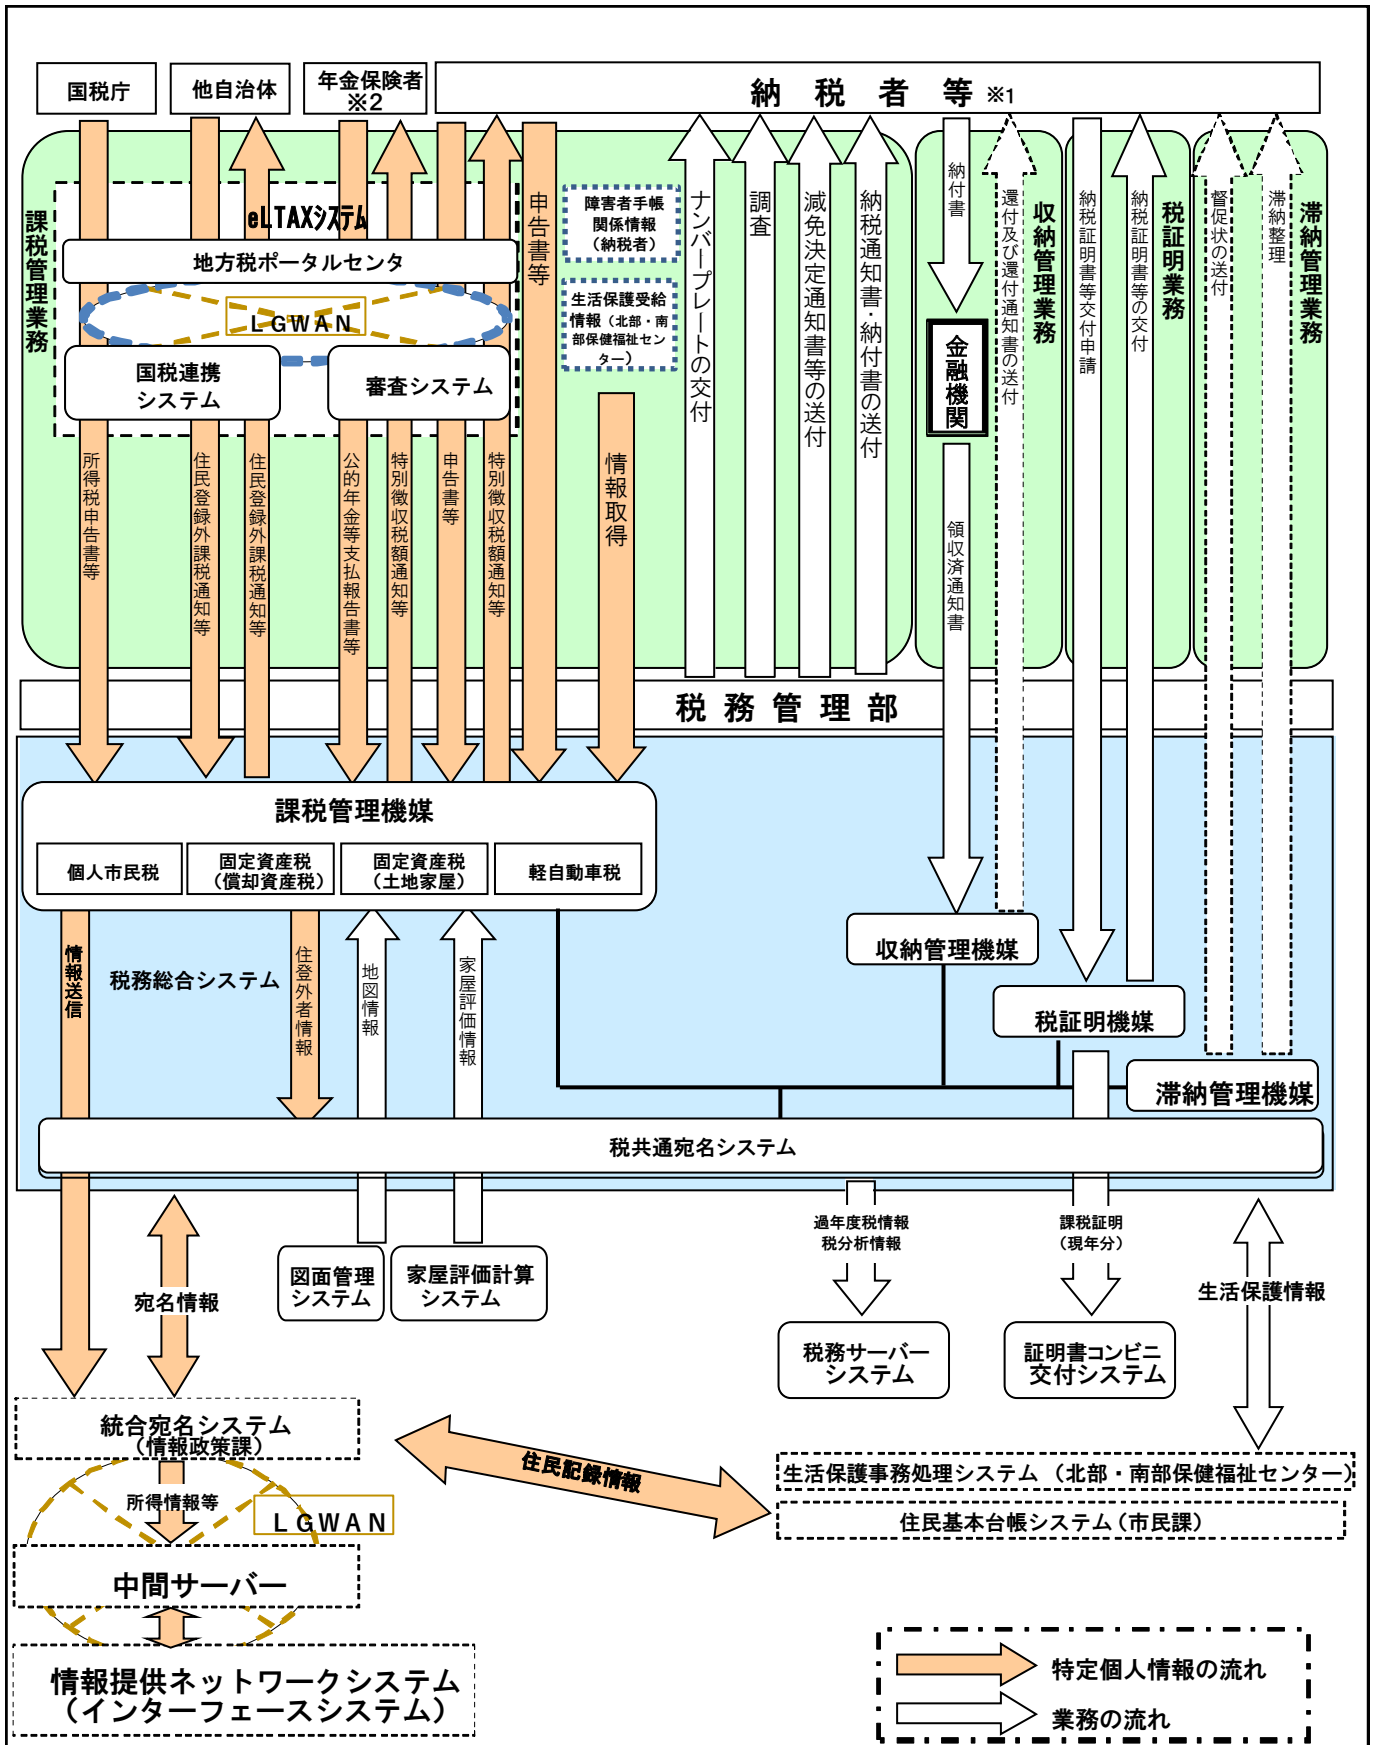 国税庁
他自治体
年金保険者
※2
納税者等 ※1
課税管理業務
eLTAXシステム
地方税ポータルセンタ
LGWAN
国税連携
システム
審査システム
所得税申告書等
住民登録外課税通知等
住民登録外課税通知等
公的年金等支払報告書等
特別徴収税額通知等
申告書等
特別徴収税額通知等
申告書等
障害者手帳
関係情報
（納税者）
生活保護受給
情報（北部・南
部保健福祉セン
ター）
情報取得
ナンバープレートの交付
調査
減免決定通知書等の送付
納税通知書・納付書の送付
納付書
金融機関
領収済通知書
還付及び還付通知書の送付
収納管理業務
納税証明書等交付申請
納税証明書等の交付
税証明業務
督促状の送付
滞納整理
滞納管理業務
税務管理部
課税管理機媒
個人市民税
固定資産税
（償却資産税）
固定資産税
（土地家屋）
軽自動車税
収納管理機媒
税証明機媒
滞納管理機媒
情報送信
税務総合システム
住登外者情報
地図情報
家屋評価情報
税共通宛名システム
宛名情報
図面管理
システム
家屋評価計算
システム
過年度税情報
税分析情報
課税証明
（現年分）
生活保護情報
税務サーバー
システム
証明書コンビニ
交付システム
統合宛名システム
（情報政策課）
住民記録情報
生活保護事務処理システム（北部・南部保健福祉センター）
住民基本台帳システム（市民課）
所得情報等
LGWAN
中間サーバー
情報提供ネットワークシステム
（インターフェースシステム）
特定個人情報の流れ
業務の流れ